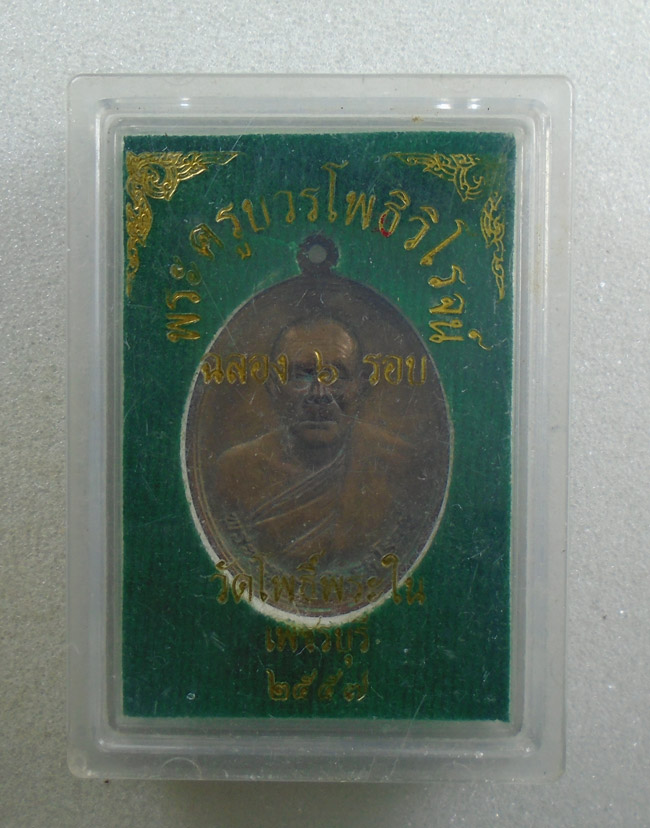 พระครูบวรโพธิวิโรจน์
ฉลอง ๖ รอบ
วัดโพธิ์พระใน
เพชรบุรี
๒๕๕๗